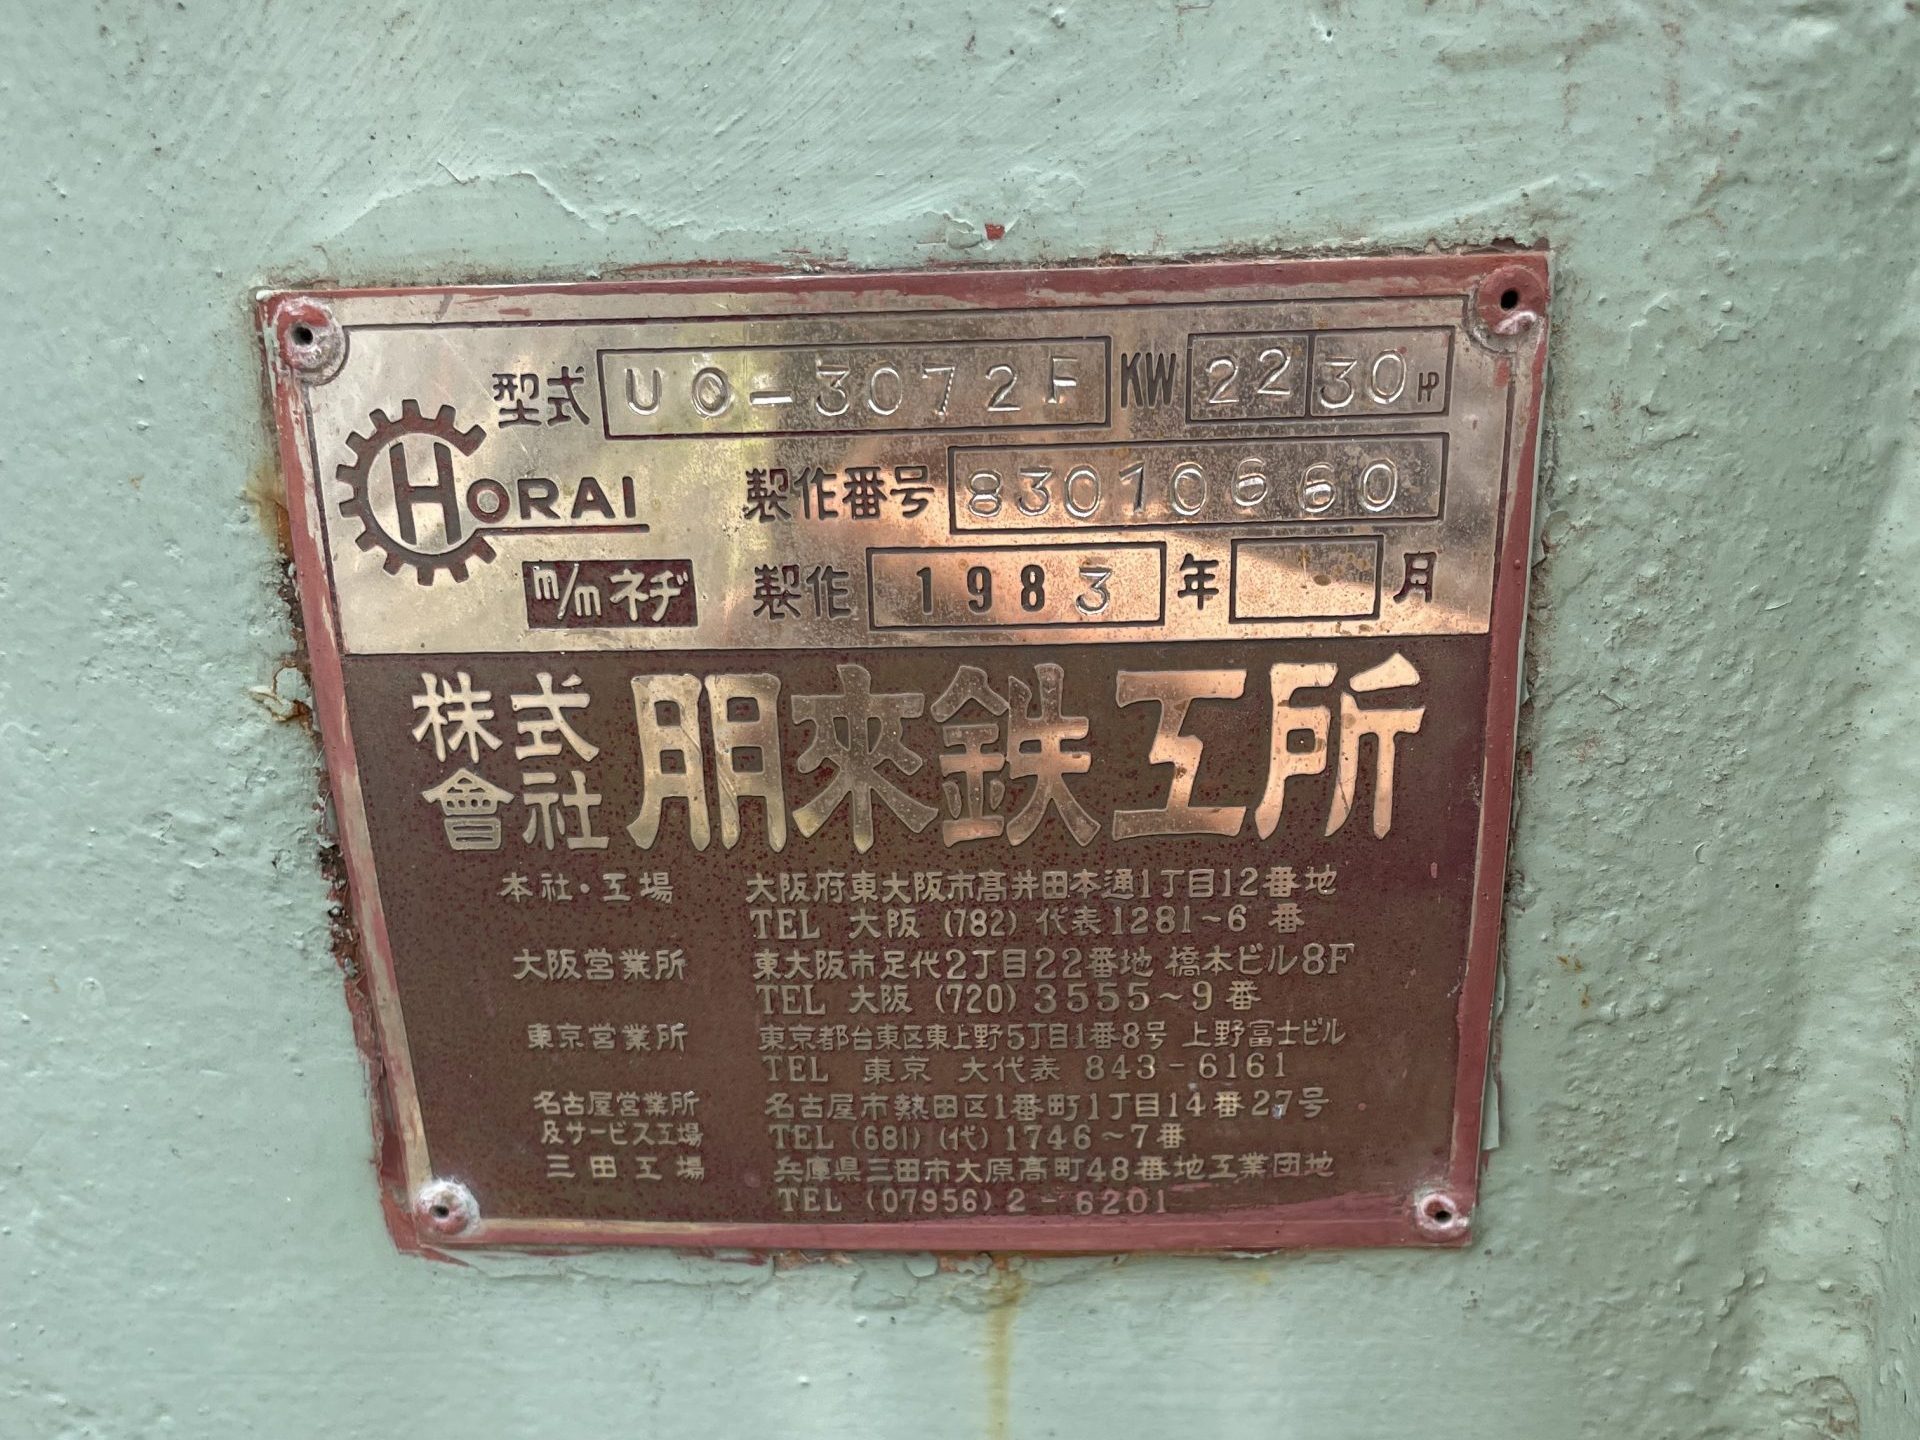 型式 UO-3072F KW 22 30 HP
HORAI
製作番号 83010660
m/mネヂ 製作 1983年 月
株式會社 朋來鉄工所
本社・工場 大阪府東大阪市高井田本通1丁目12番地
TEL 大阪 (782) 代表1281~6番
大阪営業所 東大阪市足代2丁目22番地 橋本ビル8F
TEL 大阪 (720) 3555~9番
東京営業所 東京都台東区東上野5丁目1番8号 上野富士ビル
TEL 東京 大代表 843-6161
名古屋営業所 名古屋市熱田区1番町1丁目14番27号
及サービス工場 TEL (681) (代) 1746~7番
三田工場 兵庫県三田市大原高町48番地工業団地
TEL (07956) 2-6201